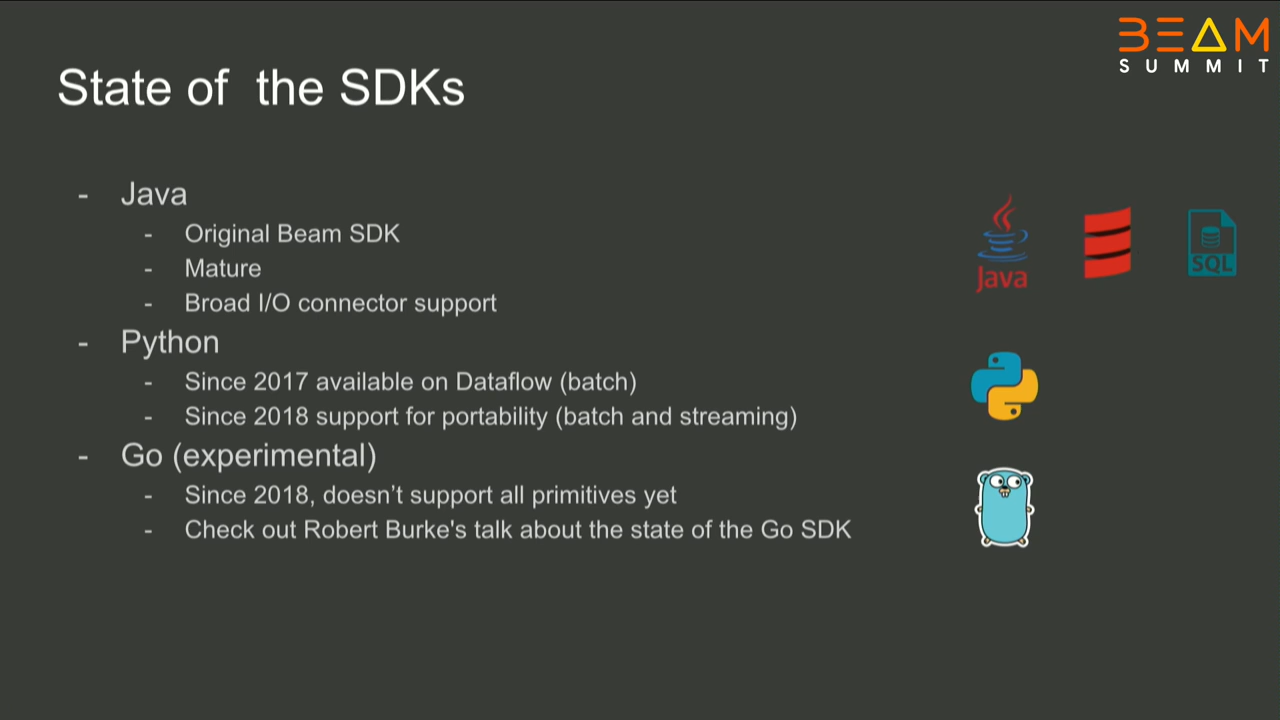 BEAM
SUMMIT
State of  the SDKs
- Java
- Original Beam SDK
- Mature
- Broad I/O connector support
- Python
- Since 2017 available on Dataflow (batch)
- Since 2018 support for portability (batch and streaming)
- Go (experimental)
- Since 2018, doesn’t support all primitives yet
- Check out Robert Burke's talk about the state of the Go SDK
Java
SQL